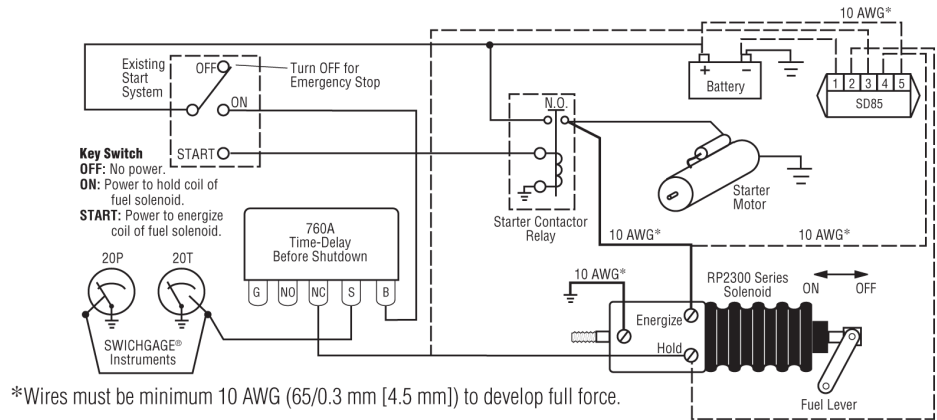 10 AWG*
Existing
Start
System
OFF
Turn OFF for
Emergency Stop
ON
START
+ −
Battery
1 2 3 4 5
SD85
N.O.
Key Switch
OFF: No power.
ON: Power to hold coil of
fuel solenoid.
START: Power to energize
coil of fuel solenoid.
Starter Contactor
Relay
Starter
Motor
760A
Time-Delay
Before Shutdown
G NO NC S B
20P 20T
SWICHGAGE®
Instruments
10 AWG*
10 AWG*
10 AWG*
RP2300 Series
Solenoid
ON OFF
Energize
Hold
Fuel Lever
*Wires must be minimum 10 AWG (65/0.3 mm [4.5 mm]) to develop full force.